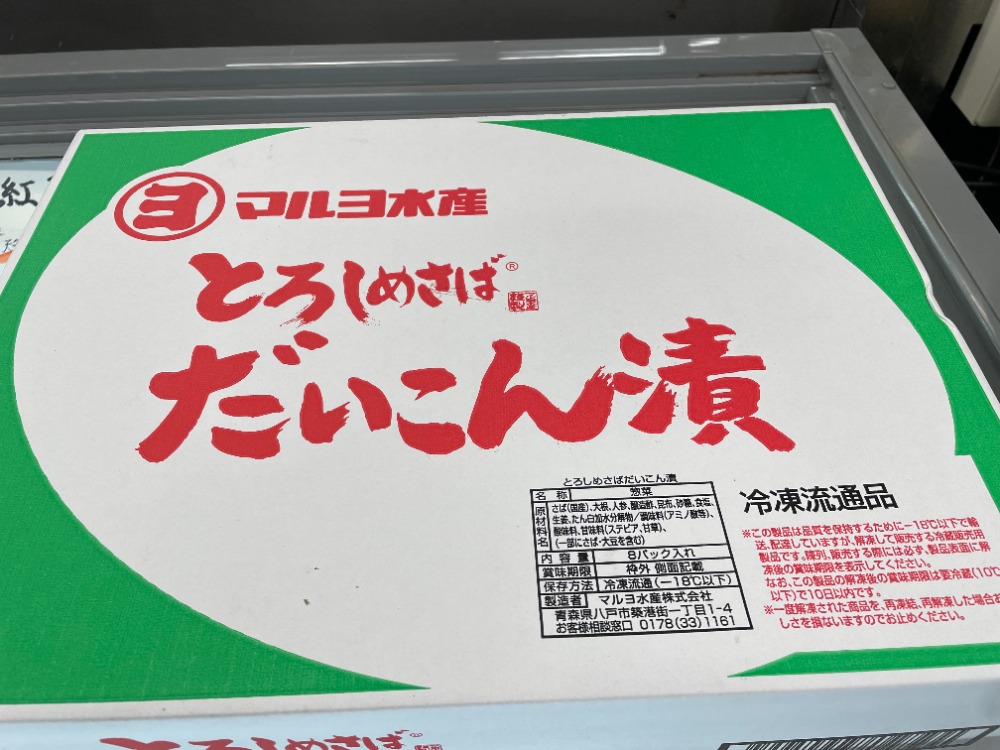 紅
ヨ マルヨ水産
とろしめさば®
だいこん漬
とろしめさばだいこん漬
名 称 惣菜
原材料名 さば(国産)、大根、人参、醸造酢、昆布、砂糖、食塩、
生姜、たん白加水分解物/調味料(アミノ酸等)、
酸味料、甘味料(ステビア、甘草)、
(一部にさば・大豆を含む)
内 容 量 8パック入れ
賞味期限 枠外 側面記載
保存方法 冷凍流通(−18℃以下)
製造者 マルヨ水産株式会社
青森県八戸市築港街一丁目1-4
お客様相談窓口 0178(33)1161
冷凍流通品
※この製品は品質を保持するために−18℃以下で輸
送、配達していますが、解凍して販売する冷蔵販売用
製品です。陳列、販売する際には必ず、製品表面に解
凍後の賞味期限を表示してください。
なお、この製品の解凍後の賞味期限は要冷蔵(10℃
以下)で10日以内です。
※一度解凍された商品を、再凍結、再解凍した場合お
しさを損ないますのでお止めください。
とろしめさば®